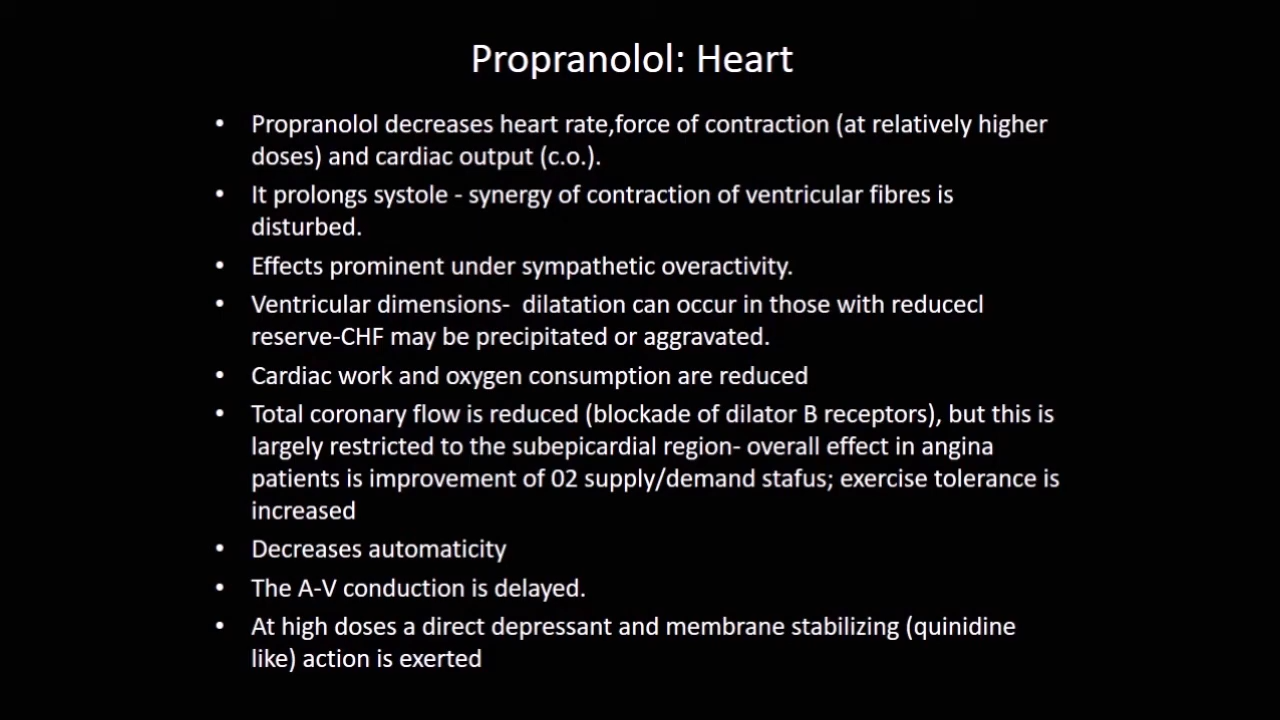 Propranolol: Heart
• Propranolol decreases heart rate,force of contraction (at relatively higher
doses) and cardiac output (c.o.).
• It prolongs systole - synergy of contraction of ventricular fibres is
disturbed.
• Effects prominent under sympathetic overactivity.
• Ventricular dimensions-  dilatation can occur in those with reducecl
reserve-CHF may be precipitated or aggravated.
• Cardiac work and oxygen consumption are reduced
• Total coronary flow is reduced (blockade of dilator B receptors), but this is
largely restricted to the subepicardial region- overall effect in angina
patients is improvement of 02 supply/demand stafus; exercise tolerance is
increased
• Decreases automaticity
• The A-V conduction is delayed.
• At high doses a direct depressant and membrane stabilizing (quinidine
like) action is exerted